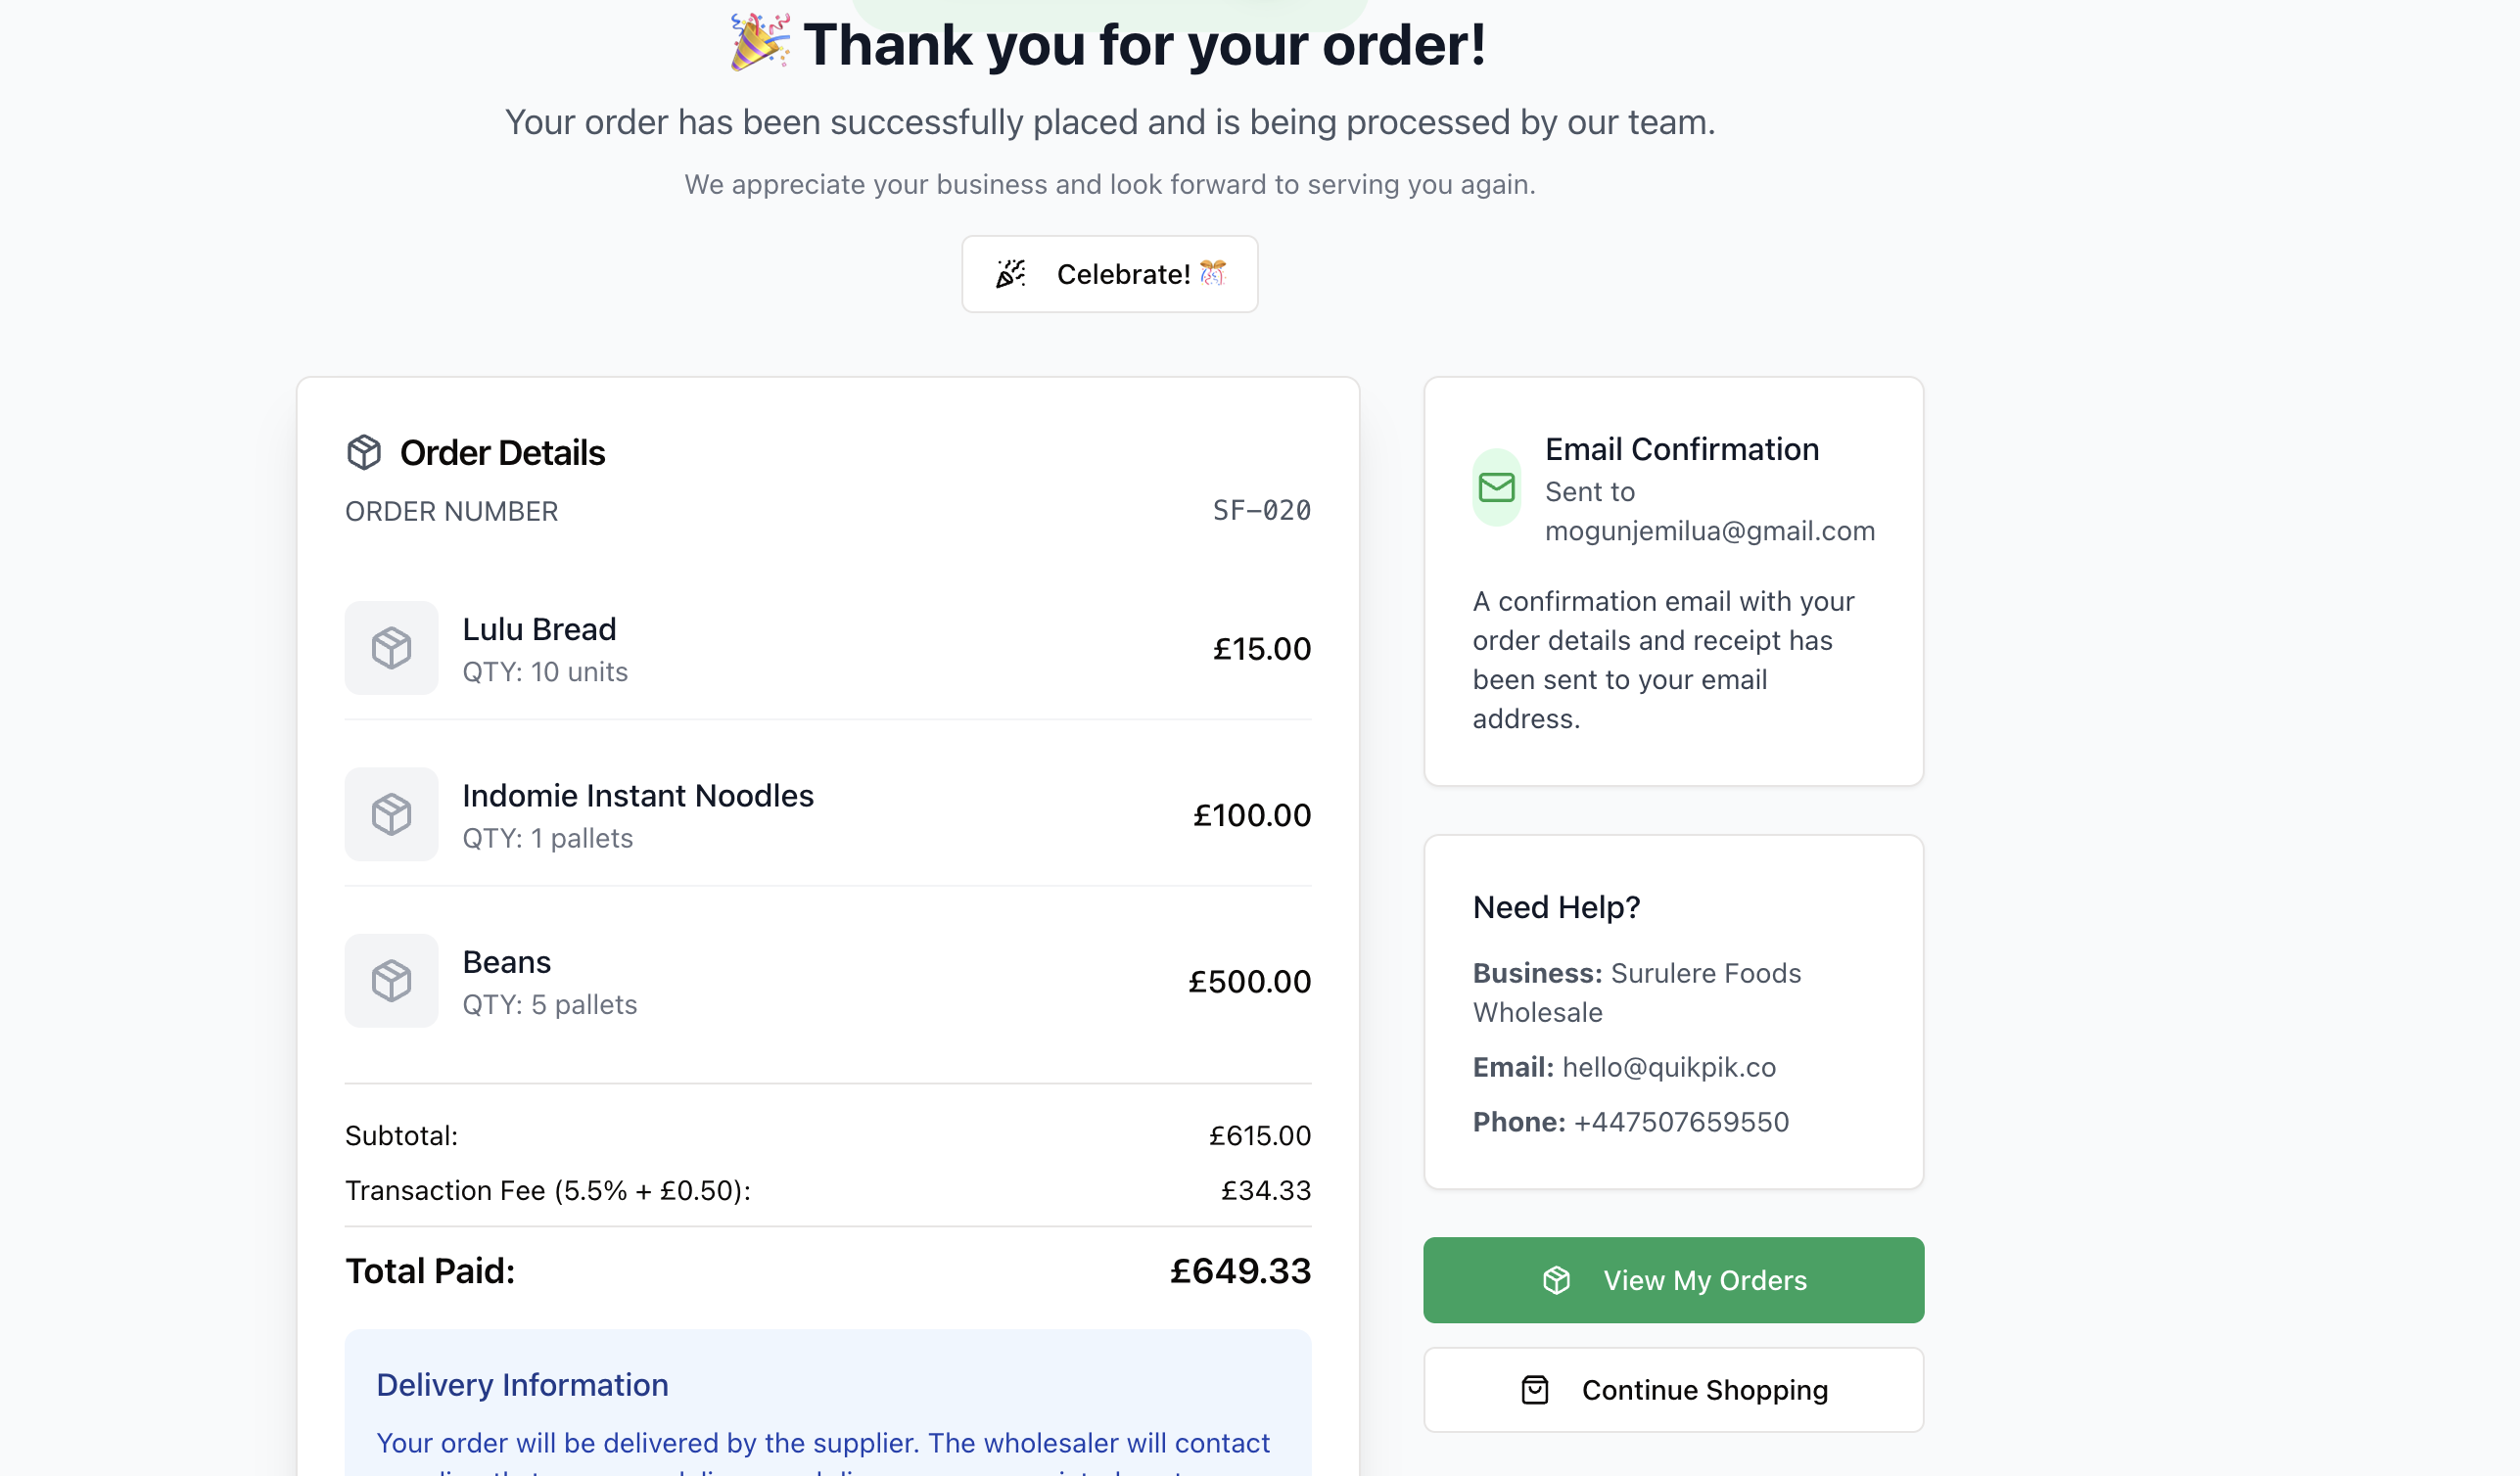 🎉 Thank you for your order!
Your order has been successfully placed and is being processed by our team.
We appreciate your business and look forward to serving you again.
Celebrate! 🎊
Order Details
ORDER NUMBER SF-020
Lulu Bread
QTY: 10 units
£15.00
Indomie Instant Noodles
QTY: 1 pallets
£100.00
Beans
QTY: 5 pallets
£500.00
Subtotal: £615.00
Transaction Fee (5.5% + £0.50): £34.33
Total Paid: £649.33
Delivery Information
Your order will be delivered by the supplier. The wholesaler will contact
Email Confirmation
Sent to
mogunjemilua@gmail.com
A confirmation email with your
order details and receipt has
been sent to your email
address.
Need Help?
Business: Surulere Foods
Wholesale
Email: hello@quikpik.co
Phone: +447507659550
View My Orders
Continue Shopping